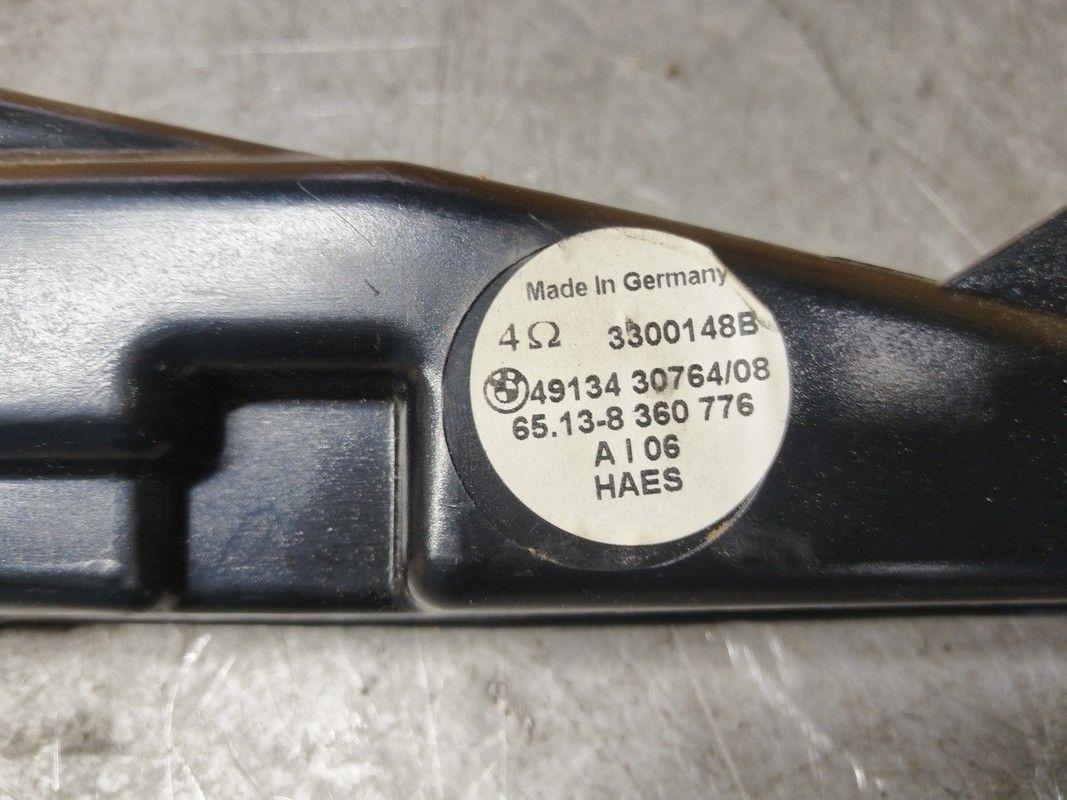 Made In Germany
4Ω 3300148B
49134 30764/08
65.13-8 360 776
A I 06
HAES